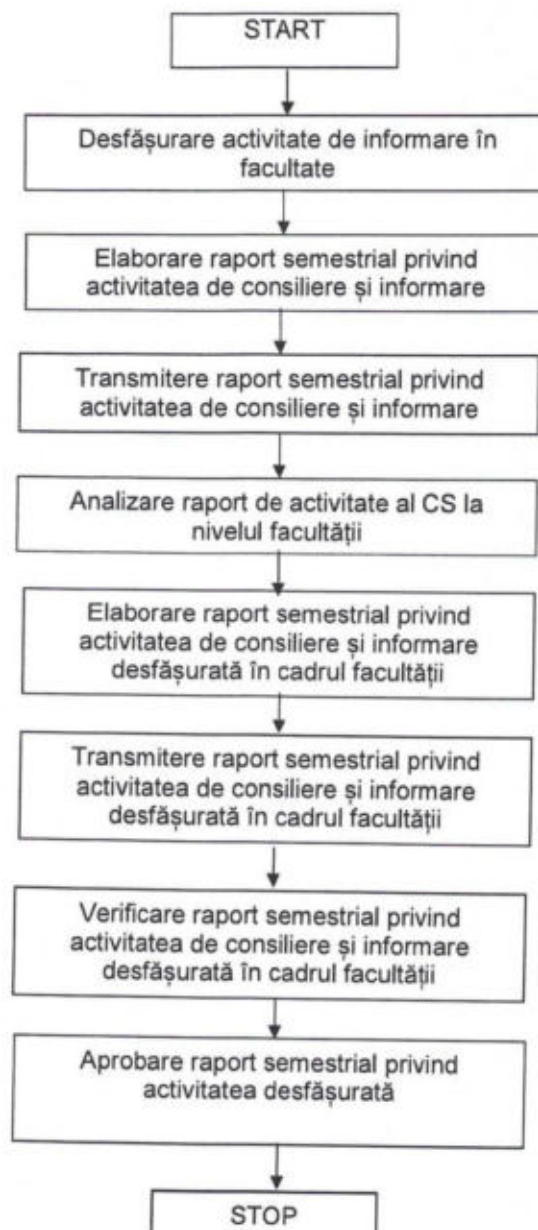 START
Desfășurare activitate de informare în
facultate
Elaborare raport semestrial privind
activitatea de consiliere și informare
Transmitere raport semestrial privind
activitatea de consiliere și informare
Analizare raport de activitate al CS la
nivelul facultății
Elaborare raport semestrial privind
activitatea de consiliere și informare
desfășurată în cadrul facultății
Transmitere raport semestrial privind
activitatea de consiliere și informare
desfășurată în cadrul facultății
Verificare raport semestrial privind
activitatea de consiliere și informare
desfășurată în cadrul facultății
Aprobare raport semestrial privind
activitatea desfășurată
STOP